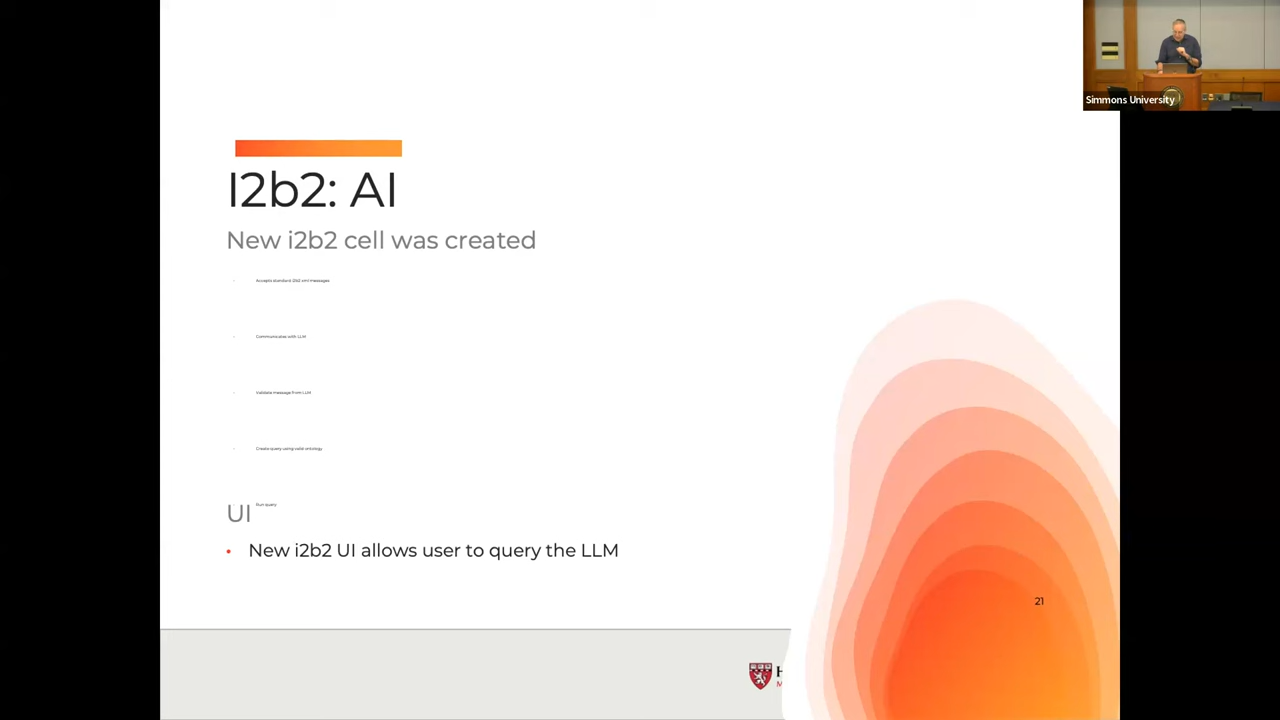 Simmons University
I2b2: AI
New i2b2 cell was created
Accepts standard i2b2 xml messages
Communicates with LLM
Validate message from LLM
Create query using valid ontology
Run query
UI
• New i2b2 UI allows user to query the LLM
21
H
M